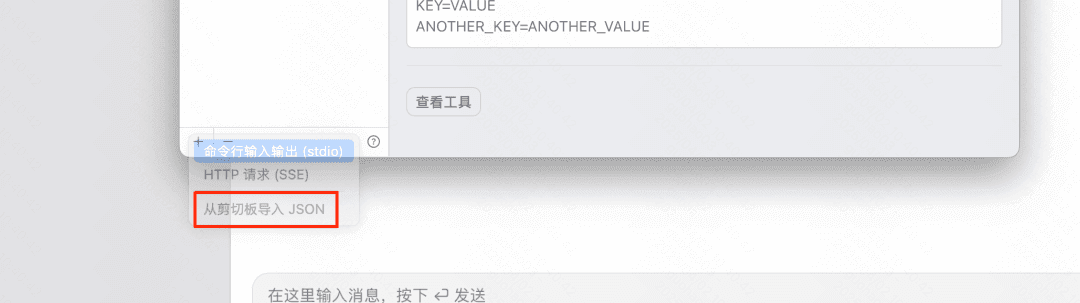 KEY=VALUE
ANOTHER_KEY=ANOTHER_VALUE
查看工具
命令行输入输出 (stdio)
HTTP 请求 (SSE)
从剪切板导入 JSON
在这里输入消息，按下 ⏎ 发送